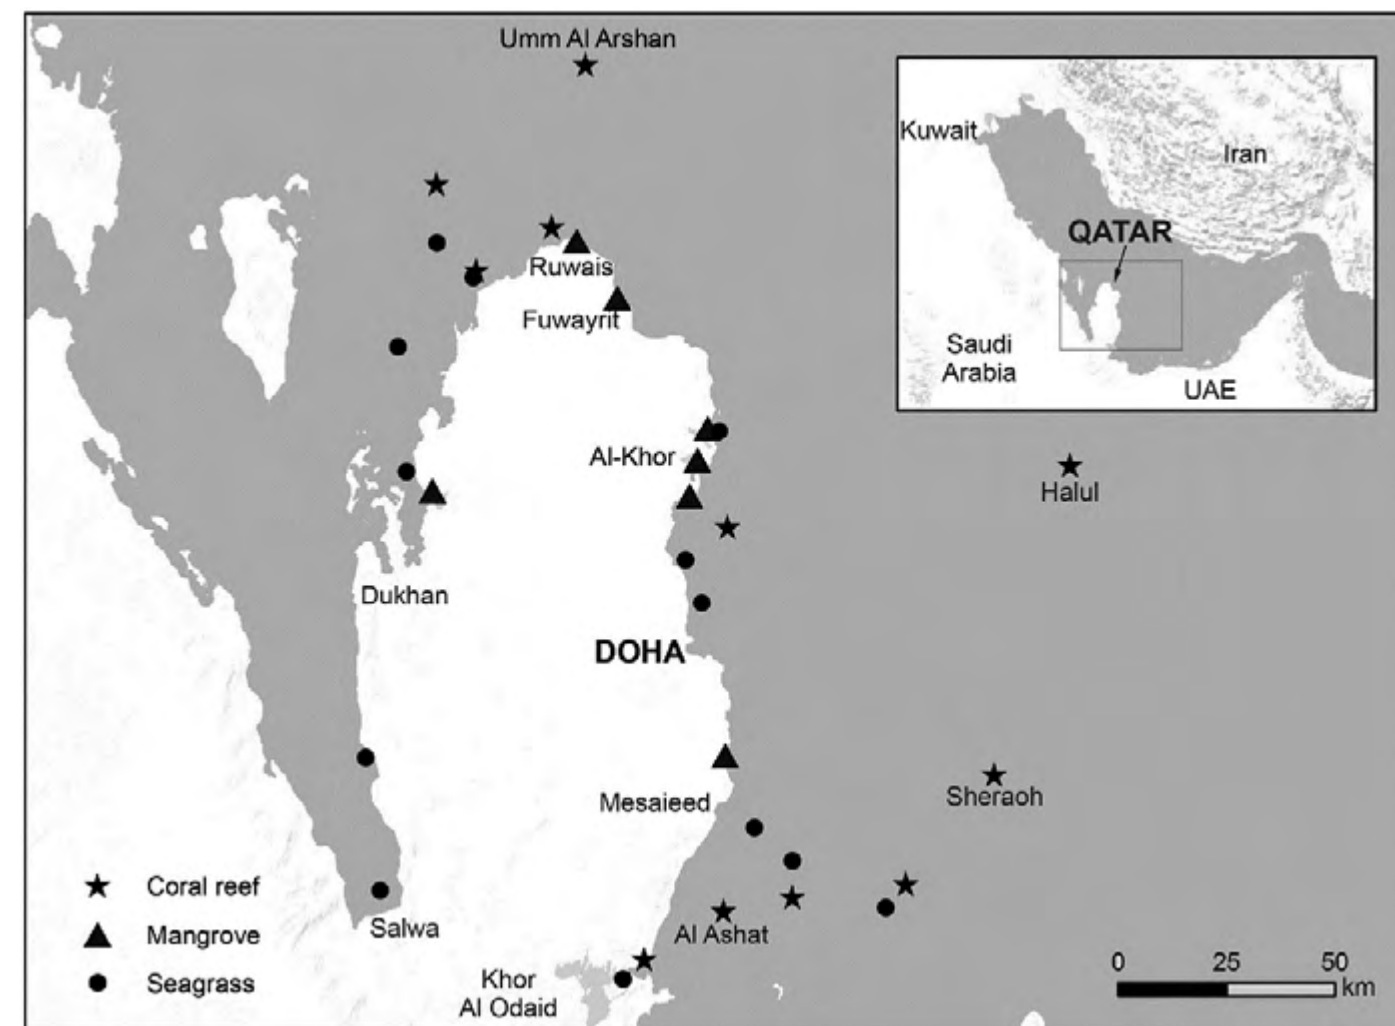 Umm Al Arshan
Kuwait
Iran
QATAR
Saudi
Arabia
UAE
Ruwais
Fuwayrit
Al-Khor
Halul
Dukhan
DOHA
Sheraoh
Mesaieed
Coral reef
Mangrove
Seagrass
Salwa
Al Ashat
Khor
Al Odaid
0 25 50
km